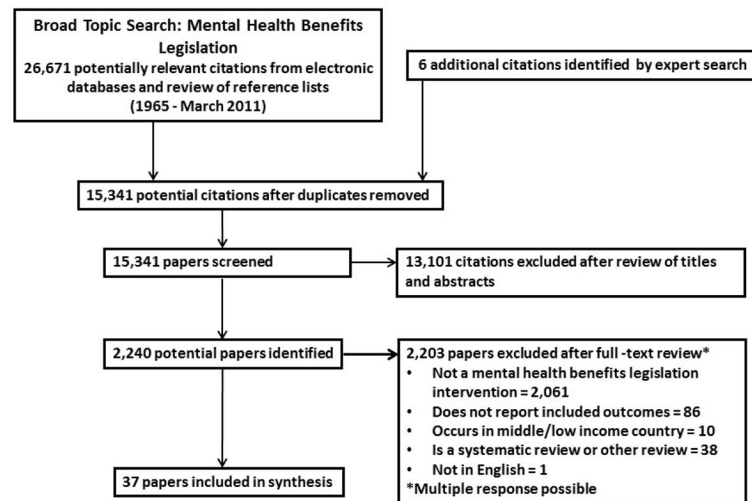 Broad Topic Search: Mental Health Benefits
Legislation
26,671 potentially relevant citations from electronic
databases and review of reference lists
(1965 - March 2011)
6 additional citations identified by expert search
15,341 potential citations after duplicates removed
15,341 papers screened
13,101 citations excluded after review of titles
and abstracts
2,240 potential papers identified
2,203 papers excluded after full -text review*
• Not a mental health benefits legislation
intervention = 2,061
• Does not report included outcomes = 86
• Occurs in middle/low income country = 10
• Is a systematic review or other review = 38
• Not in English = 1
*Multiple response possible
37 papers included in synthesis